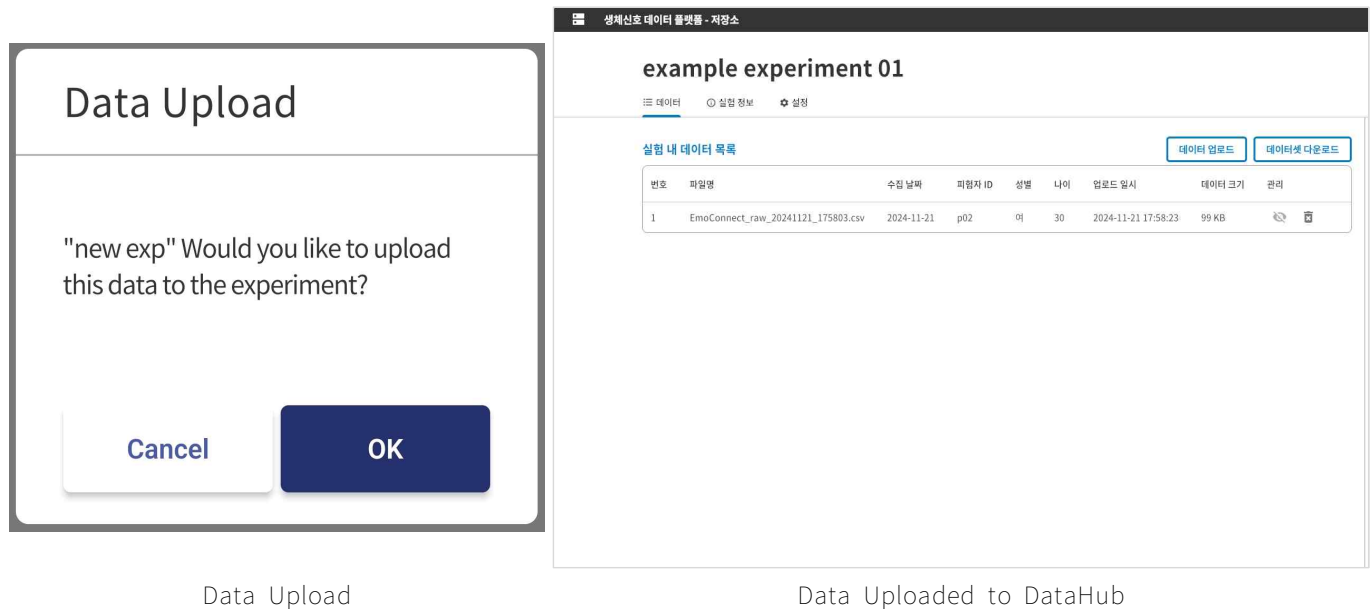 Data Upload
"new exp" Would you like to upload
this data to the experiment?
Cancel OK
생체신호 데이터 플랫폼 - 저장소
example experiment 01
데이터 실험 정보 설정
실험 내 데이터 목록 데이터 업로드 데이터셋 다운로드
번호 파일명 수집 날짜 피험자 ID 성별 나이 업로드 일시 데이터 크기 관리
1 EmoConnect_raw_20241121_175803.csv 2024-11-21 p02 여 30 2024-11-21 17:58:23 99 KB
Data Upload
Data Uploaded to DataHub